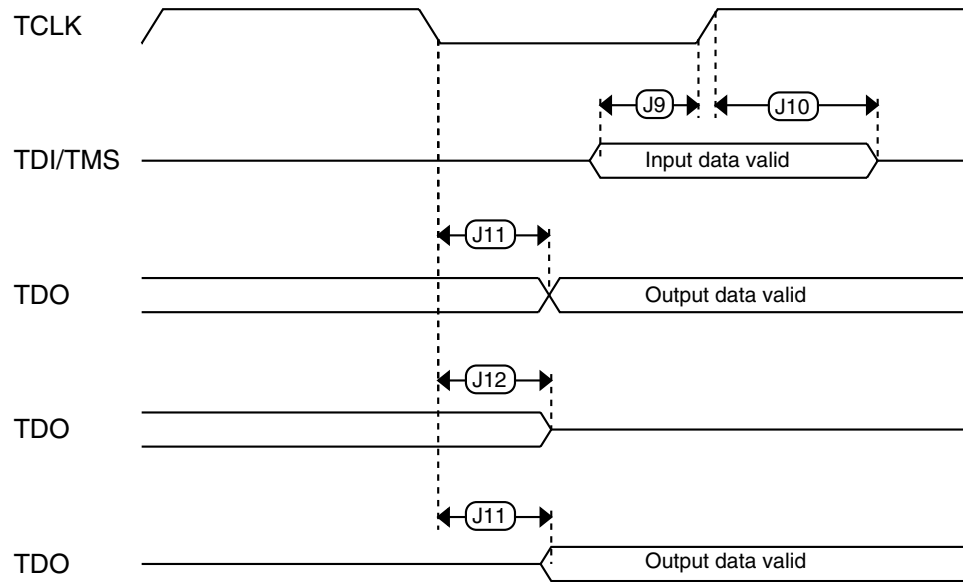 TCLK
J9
J10
TDI/TMS
Input data valid
J11
TDO
Output data valid
J12
TDO
J11
TDO
Output data valid